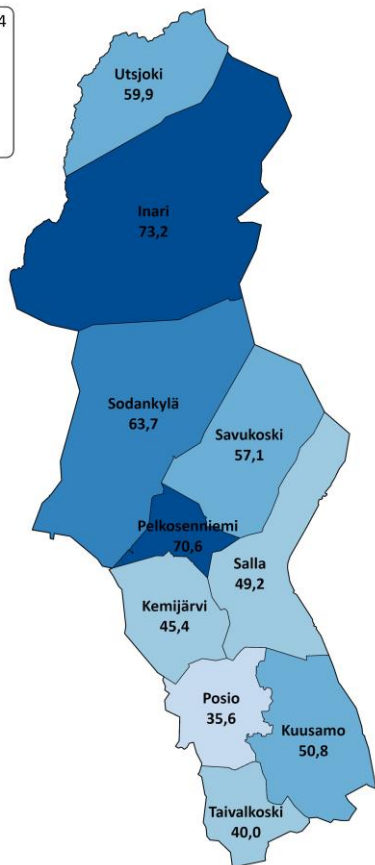 4
Utsjoki
59,9
Inari
73,2
Sodankylä
63,7
Savukoski
57,1
Pelkosenniemi
70,6
Salla
49,2
Kemijärvi
45,4
Posio
35,6
Kuusamo
50,8
Taivalkoski
40,0